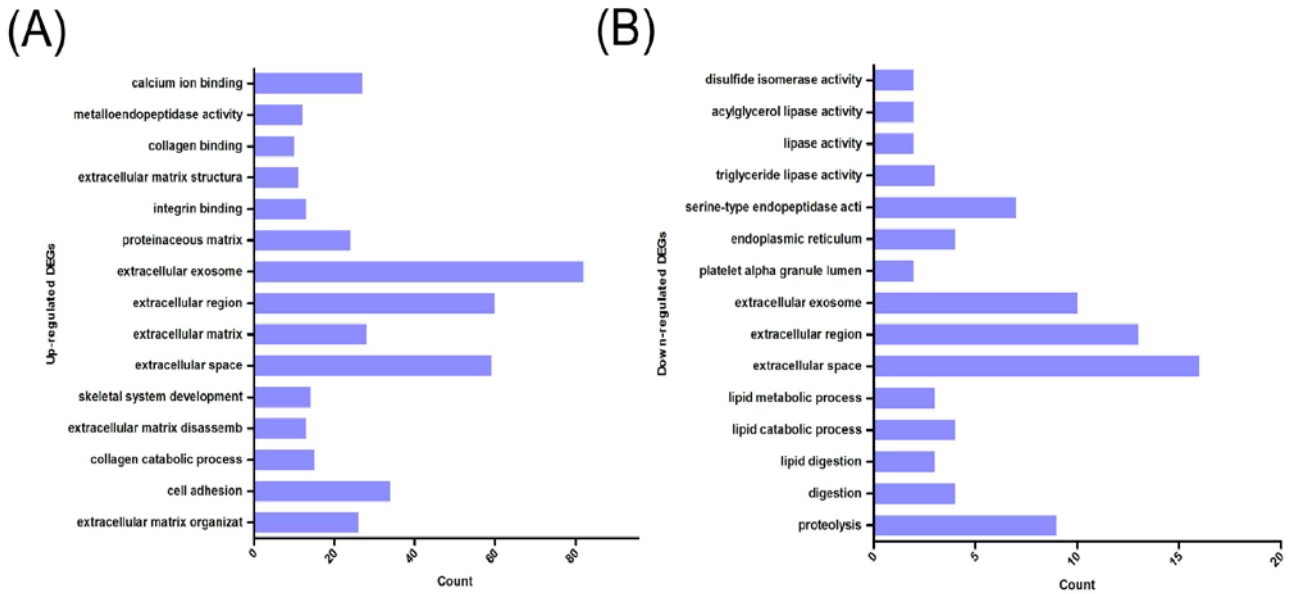 (A)
calcium ion binding
metalloendopeptidase activity
collagen binding
extracellular matrix structura
integrin binding
proteinaceous matrix
extracellular exosome
extracellular region
extracellular matrix
extracellular space
skeletal system development
extracellular matrix disassemb
collagen catabolic process
cell adhesion
extracellular matrix organizat
Up-regulated DEGs
0 20 40 60 80
Count
(B)
disulfide isomerase activity
acylglycerol lipase activity
lipase activity
triglyceride lipase activity
serine-type endopeptidase acti
endoplasmic reticulum
platelet alpha granule lumen
extracellular exosome
extracellular region
extracellular space
lipid metabolic process
lipid catabolic process
lipid digestion
digestion
proteolysis
Down-regulated DEGs
0 5 10 15 20
Count